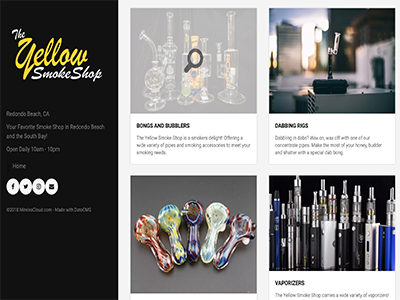 The
Yellow
SmokeShop
Redondo Beach, CA
Your Favorite Smoke Shop in Redondo Beach
and the South Bay!
Open Daily 10am - 10pm
Home
©2018 MinistoCloud.com - Made with DotoCMS
BONGS AND BUBBLERS
The Yellow Smoke Shop is a smokers delight! Offering a
wide variety of pipes and smoking accessories to meet your
smoking needs.
DABBING RIGS
Dabbing in dabs? Wax on, wax off with one of our
concentrate pipes. Make the most of your honey, budder
and shatter with a special dab bong.
VAPORIZERS
The Yellow Smoke Shop carries a wide variety of vaporizers!